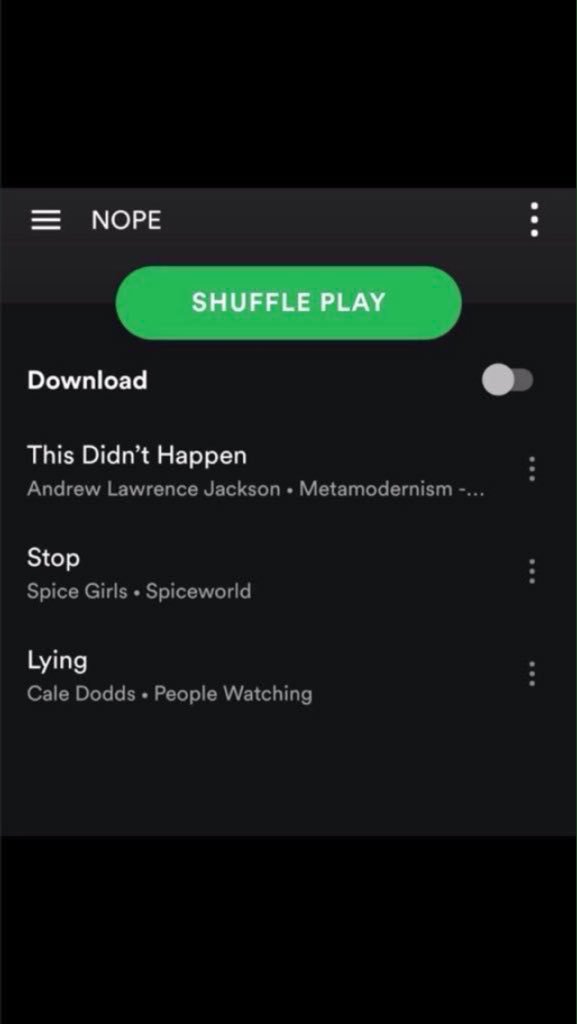 NOPE
SHUFFLE PLAY
Download
This Didn’t Happen
Andrew Lawrence Jackson • Metamodernism -...
Stop
Spice Girls • Spiceworld
Lying
Cale Dodds • People Watching